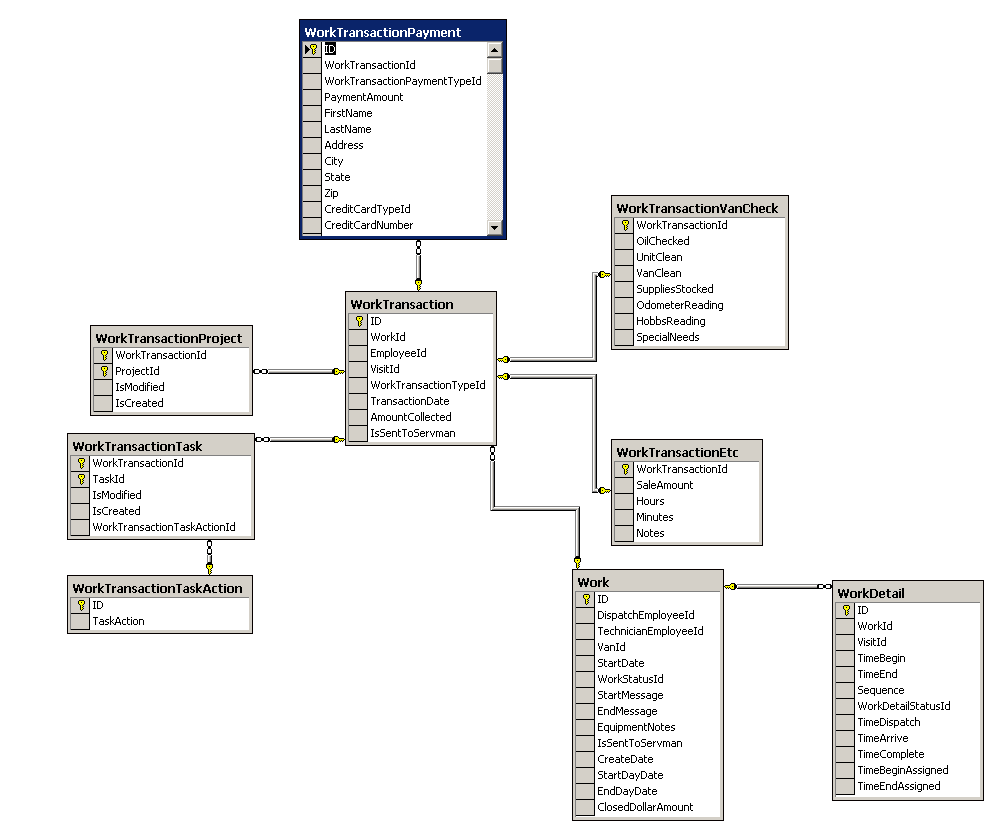 WorkTransactionPayment
ID
WorkTransactionId
WorkTransactionPaymentTypeId
PaymentAmount
FirstName
LastName
Address
City
State
Zip
CreditCardTypeId
CreditCardNumber
WorkTransactionVanCheck
WorkTransactionId
OilChecked
UnitClean
VanClean
SuppliesStocked
OdometerReading
HobbsReading
SpecialNeeds
WorkTransaction
ID
WorkId
EmployeeId
VisitId
WorkTransactionTypeId
TransactionDate
AmountCollected
IsSentToServman
WorkTransactionProject
WorkTransactionId
ProjectId
IsModified
IsCreated
WorkTransactionTask
WorkTransactionId
TaskId
IsModified
IsCreated
WorkTransactionTaskActionId
WorkTransactionEtc
WorkTransactionId
SaleAmount
Hours
Minutes
Notes
WorkTransactionTaskAction
ID
TaskAction
Work
ID
DispatchEmployeeId
TechnicianEmployeeId
VanId
StartDate
WorkStatusId
StartMessage
EndMessage
EquipmentNotes
IsSentToServman
CreateDate
StartDayDate
EndDayDate
ClosedDollarAmount
WorkDetail
ID
WorkId
VisitId
TimeBegin
TimeEnd
Sequence
WorkDetailStatusId
TimeDispatch
TimeArrive
TimeComplete
TimeBeginAssigned
TimeEndAssigned